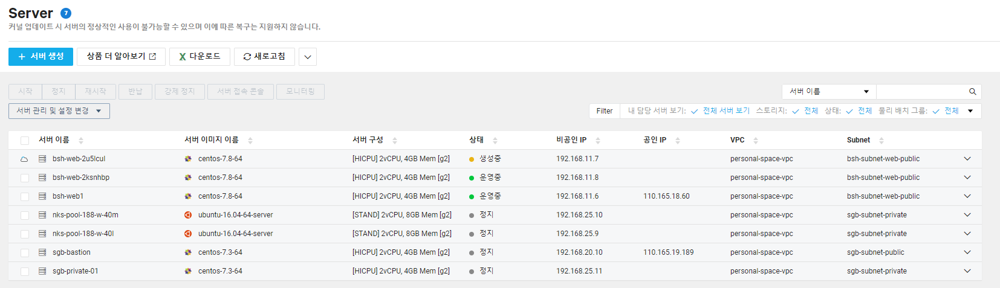 Server 7
커널 업데이트 시 서버의 정상적인 사용이 불가능할 수 있으며 이에 따른 복구는 지원하지 않습니다.
+ 서버 생성 상품 더 알아보기 다운로드 새로고침
시작 정지 재시작 반납 강제 정지 서버 접속 콘솔 모니터링 서버 이름
서버 관리 및 설정 변경 Filter 내 담당 서버 보기: 전체 서버 보기 스토리지: 전체 상태: 전체 물리 배치 그룹: 전체
서버 이름 서버 이미지 이름 서버 구성 상태 비공인 IP 공인 IP VPC Subnet
bsh-web-2u5lcul centos-7.8-64 [HICPU] 2vCPU, 4GB Mem [g2] 생성중 192.168.11.7 personal-space-vpc bsh-subnet-web-public
bsh-web-2ksnhbp centos-7.8-64 [HICPU] 2vCPU, 4GB Mem [g2] 운영중 192.168.11.8 personal-space-vpc bsh-subnet-web-public
bsh-web1 centos-7.8-64 [HICPU] 2vCPU, 4GB Mem [g2] 운영중 192.168.11.6 110.165.18.60 personal-space-vpc bsh-subnet-web-public
nks-pool-188-w-40m ubuntu-16.04-64-server [STAND] 2vCPU, 8GB Mem [g2] 정지 192.168.25.10 personal-space-vpc sgb-subnet-private
nks-pool-188-w-40l ubuntu-16.04-64-server [STAND] 2vCPU, 8GB Mem [g2] 정지 192.168.25.9 personal-space-vpc sgb-subnet-private
sgb-bastion centos-7.3-64 [HICPU] 2vCPU, 4GB Mem [g2] 정지 192.168.20.10 110.165.19.189 personal-space-vpc sgb-subnet-public
sgb-private-01 centos-7.3-64 [HICPU] 2vCPU, 4GB Mem [g2] 정지 192.168.25.11 personal-space-vpc sgb-subnet-private